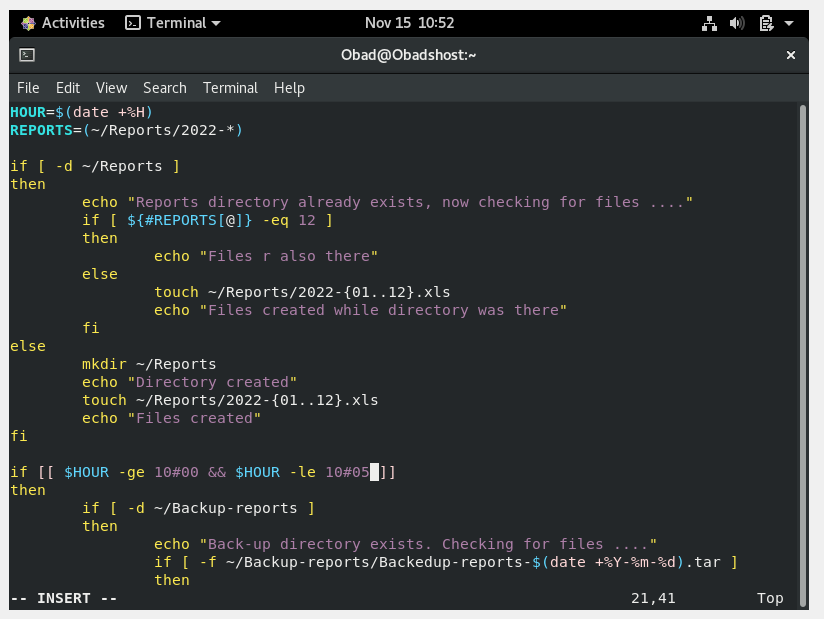 Activities Terminal Nov 15 10:52
Obad@Obadshost:~
File Edit View Search Terminal Help
HOUR=$(date +%H)
REPORTS=(~/Reports/2022-*)
if [ -d ~/Reports ]
then
echo "Reports directory already exists, now checking for files ...."
if [ ${#REPORTS[@]} -eq 12 ]
then
echo "Files r also there"
else
touch ~/Reports/2022-{01..12}.xls
echo "Files created while directory was there"
fi
else
mkdir ~/Reports
echo "Directory created"
touch ~/Reports/2022-{01..12}.xls
echo "Files created"
fi
if [[ $HOUR -ge 10#00 && $HOUR -le 10#05 ]]
then
if [ -d ~/Backup-reports ]
then
echo "Back-up directory exists. Checking for files ...."
if [ -f ~/Backup-reports/Backedup-reports-$(date +%Y-%m-%d).tar ]
then
-- INSERT -- 21,41 Top